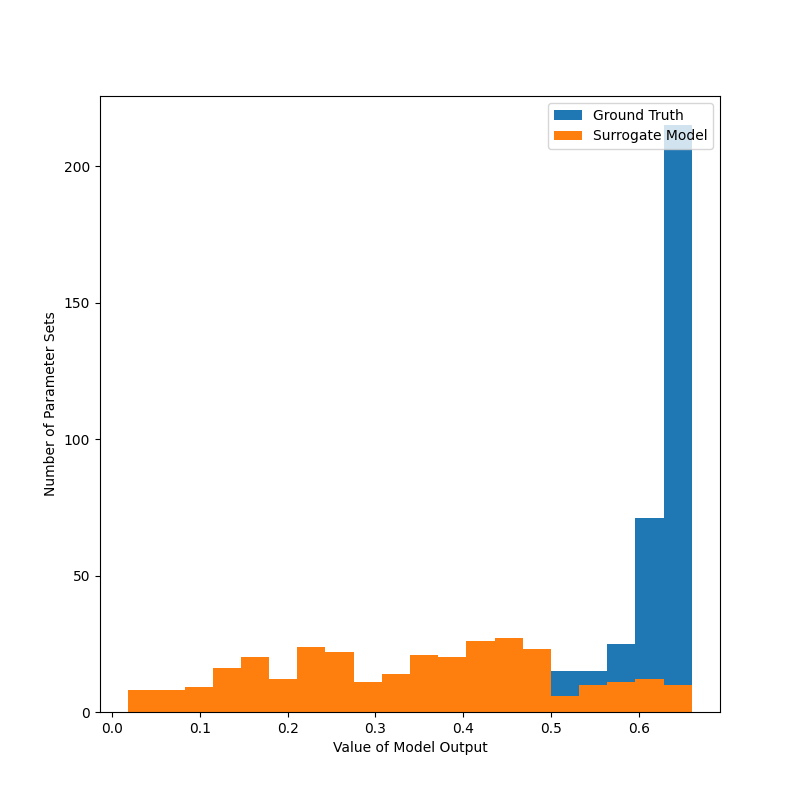 Ground Truth
Surrogate Model
200
150
100
50
0
Number of Parameter Sets
0.0 0.1 0.2 0.3 0.4 0.5 0.6
Value of Model Output